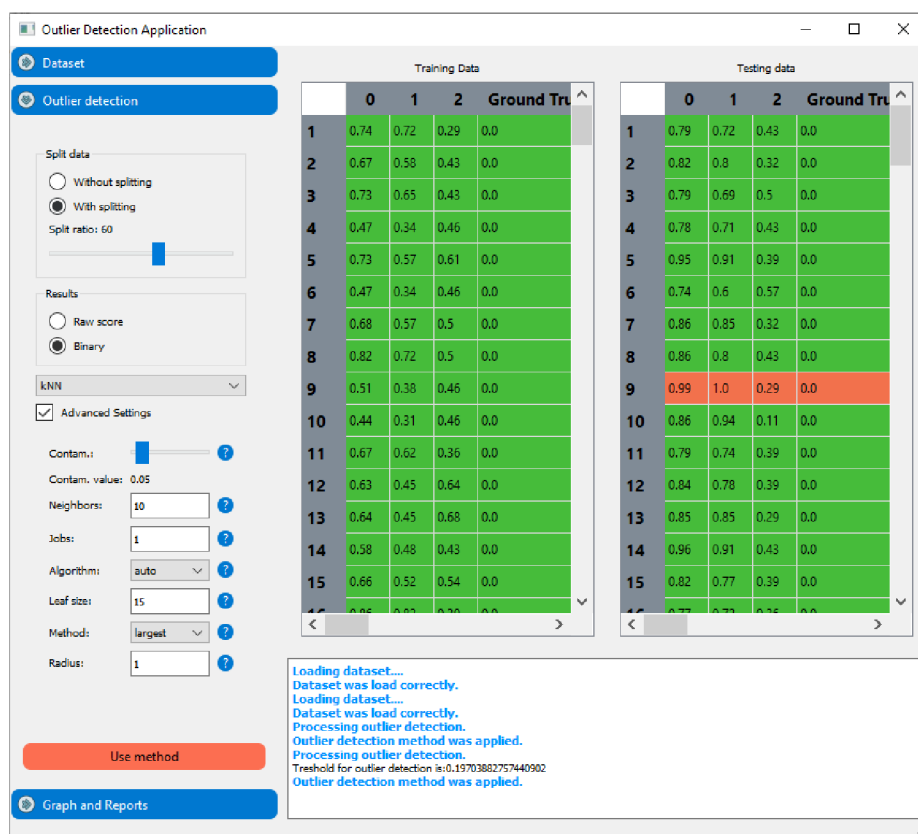 Outlier Detection Application
Dataset
Outlier detection
Split data
Without splitting
With splitting
Split ratio: 60
Results
Raw score
Binary
kNN
Advanced Settings
Contam.:
?
Contam. value: 0.05
Neighbors: 10 ?
Jobs: 1 ?
Algorithm: auto ?
Leaf size: 15 ?
Method: largest ?
Radius: 1 ?
Use method
Graph and Reports
Training Data
0 1 2 Ground Tru
1 0.74 0.72 0.29 0.0
2 0.67 0.58 0.43 0.0
3 0.73 0.65 0.43 0.0
4 0.47 0.34 0.46 0.0
5 0.73 0.57 0.61 0.0
6 0.47 0.34 0.46 0.0
7 0.68 0.57 0.5 0.0
8 0.82 0.72 0.5 0.0
9 0.51 0.38 0.46 0.0
10 0.44 0.31 0.46 0.0
11 0.67 0.62 0.36 0.0
12 0.63 0.45 0.64 0.0
13 0.64 0.45 0.68 0.0
14 0.58 0.48 0.43 0.0
15 0.66 0.52 0.54 0.0
Testing data
0 1 2 Ground Tru
1 0.79 0.72 0.43 0.0
2 0.82 0.8 0.32 0.0
3 0.79 0.69 0.5 0.0
4 0.78 0.71 0.43 0.0
5 0.95 0.91 0.39 0.0
6 0.74 0.6 0.57 0.0
7 0.86 0.85 0.32 0.0
8 0.86 0.8 0.43 0.0
9 0.99 1.0 0.29 0.0
10 0.86 0.94 0.11 0.0
11 0.79 0.74 0.39 0.0
12 0.84 0.78 0.39 0.0
13 0.85 0.85 0.29 0.0
14 0.96 0.91 0.43 0.0
15 0.82 0.77 0.39 0.0
Loading dataset....
Dataset was load correctly.
Loading dataset....
Dataset was load correctly.
Processing outlier detection.
Outlier detection method was applied.
Processing outlier detection.
Treshold for outlier detection is:0.19703882757440902
Outlier detection method was applied.